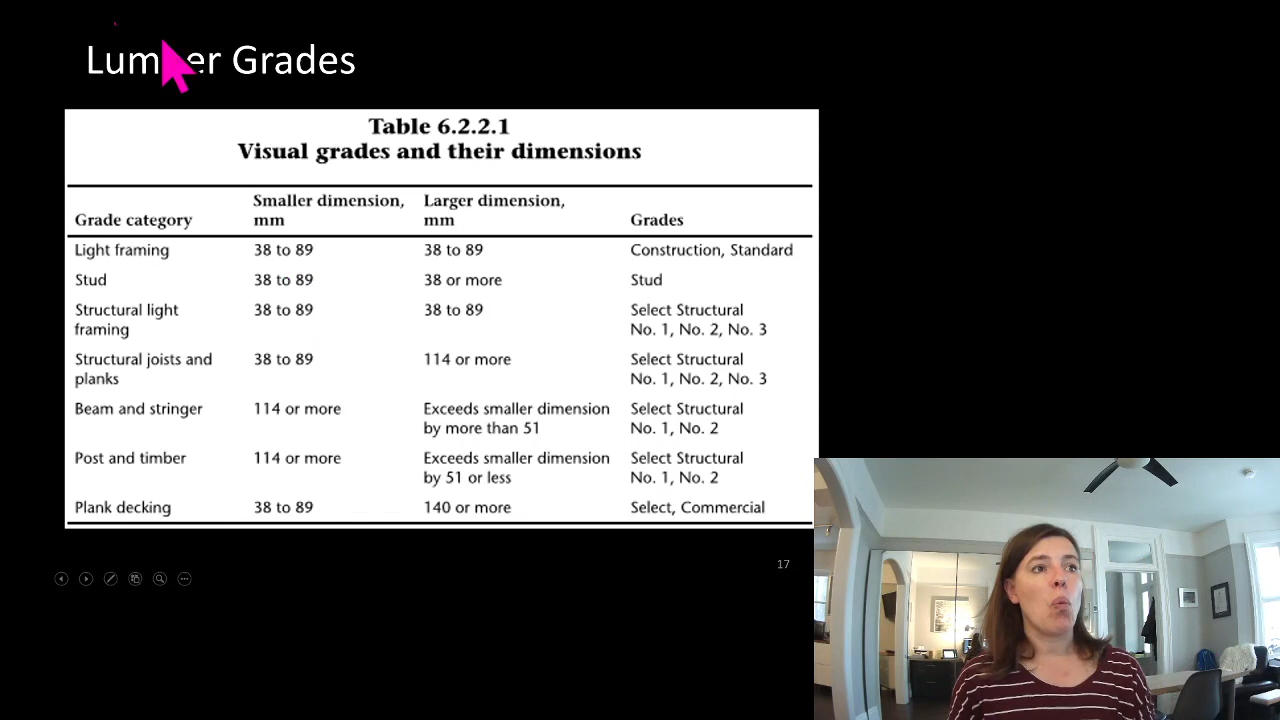 Lumber Grades
Table 6.2.2.1
Visual grades and their dimensions
Grade category | Smaller dimension, mm | Larger dimension, mm | Grades
Light framing | 38 to 89 | 38 to 89 | Construction, Standard
Stud | 38 to 89 | 38 or more | Stud
Structural light framing | 38 to 89 | 38 to 89 | Select Structural No. 1, No. 2, No. 3
Structural joists and planks | 38 to 89 | 114 or more | Select Structural No. 1, No. 2, No. 3
Beam and stringer | 114 or more | Exceeds smaller dimension by more than 51 | Select Structural No. 1, No. 2
Post and timber | 114 or more | Exceeds smaller dimension by 51 or less | Select Structural No. 1, No. 2
Plank decking | 38 to 89 | 140 or more | Select, Commercial
17